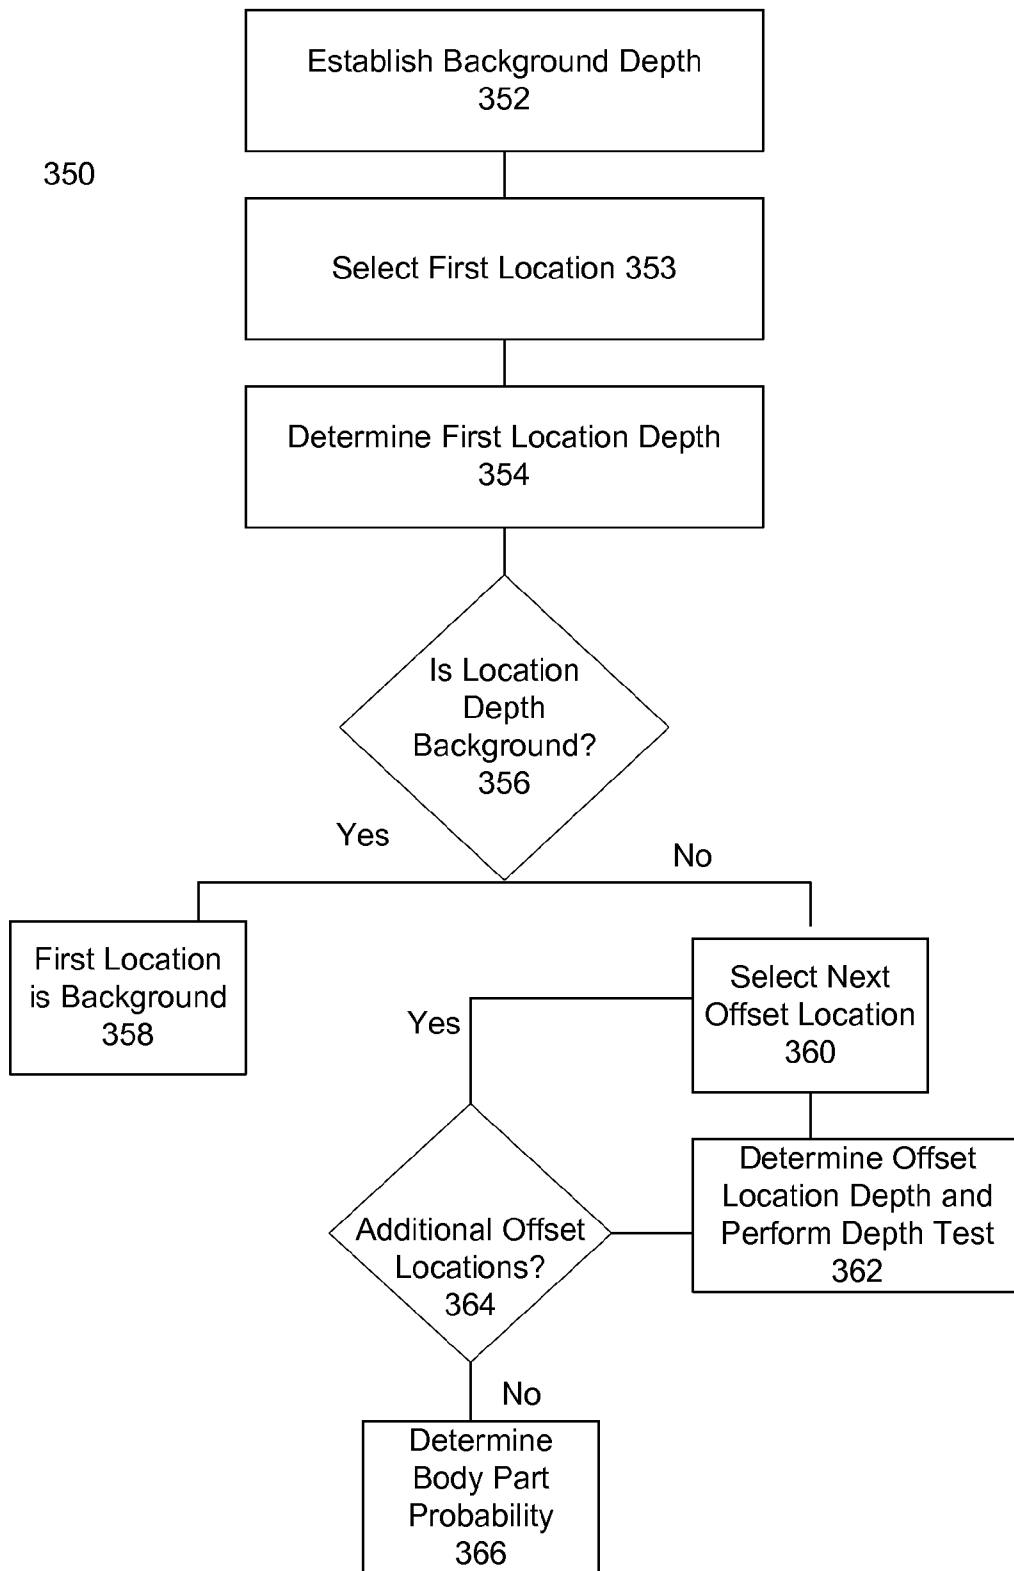 Establish Background Depth
352
350
Select First Location 353
Determine First Location Depth
354
Is Location
Depth
Background?
356
Yes
No
First Location
is Background
358
Select Next
Offset Location
360
Yes
Determine Offset
Location Depth and
Perform Depth Test
362
Additional Offset
Locations?
364
No
Determine
Body Part
Probability
366